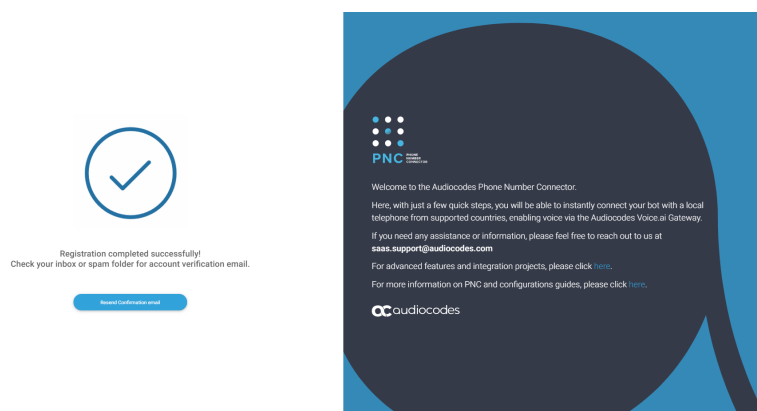 Registration completed successfully!
Check your inbox or spam folder for account verification email.
Resend Confirmation email
PNC
PHONE
NUMBER
CONNECTOR
Welcome to the Audiocodes Phone Number Connector.
Here, with just a few quick steps, you will be able to instantly connect your bot with a local
telephone from supported countries, enabling voice via the Audiocodes Voice.ai Gateway.
If you need any assistance or information, please feel free to reach out to us at
saas.support@audiocodes.com
For advanced features and integration projects, please click here.
For more information on PNC and configurations guides, please click here.
audiocodes